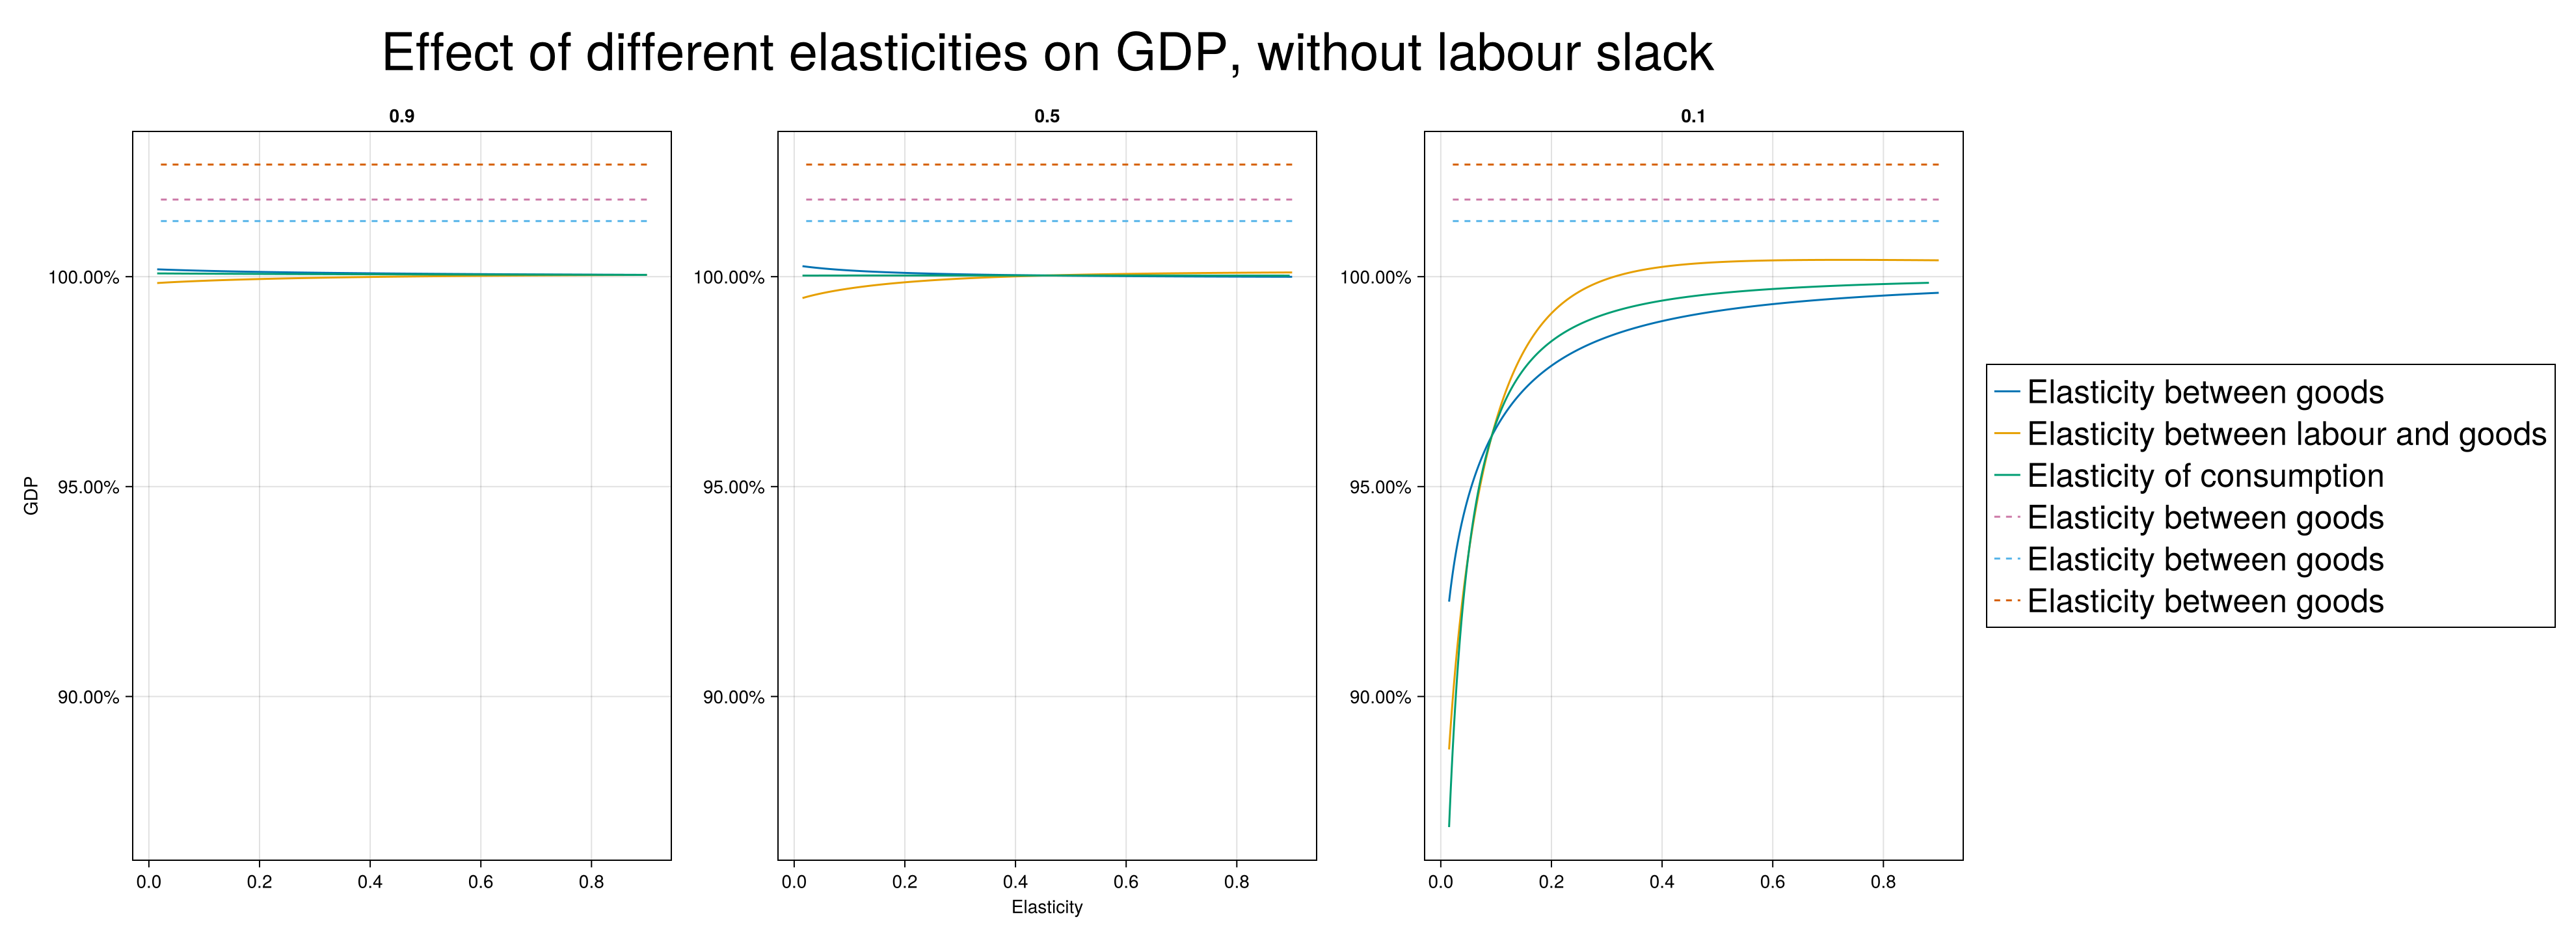 Effect of different elasticities on GDP, without labour slack
0.9
0.5
0.1
GDP
100.00%
95.00%
90.00%
0.0 0.2 0.4 0.6 0.8
100.00%
95.00%
90.00%
0.0 0.2 0.4 0.6 0.8
100.00%
95.00%
90.00%
0.0 0.2 0.4 0.6 0.8
Elasticity
Elasticity between goods
Elasticity between labour and goods
Elasticity of consumption
Elasticity between goods
Elasticity between goods
Elasticity between goods